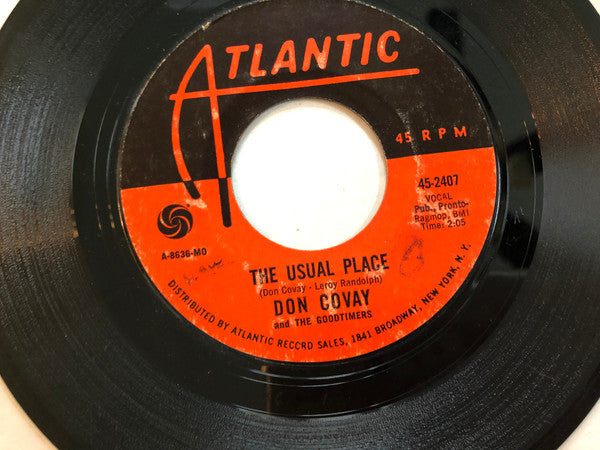 ATLANTIC
45 RPM
45-2407
VOCAL
Pub., Pronto-
Ragmop, BMI
Time: 2:05
A-8636-MO
THE USUAL PLACE
(Don Covay - Leroy Randolph)
DON COVAY
and THE GOODTIMERS
DISTRIBUTED BY ATLANTIC RECORD SALES, 1841 BROADWAY, NEW YORK, N. Y.